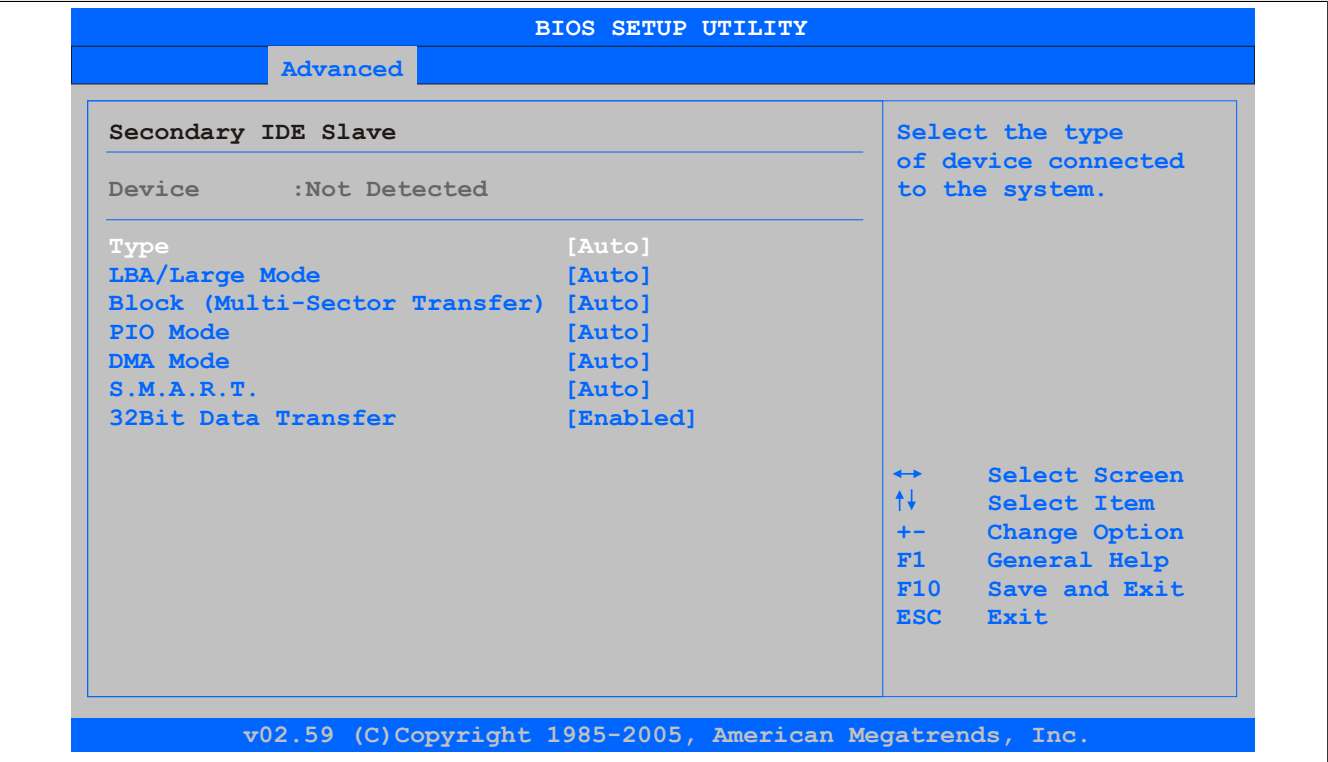 BIOS SETUP UTILITY
Advanced
Secondary IDE Slave
Device :Not Detected
Type [Auto]
LBA/Large Mode [Auto]
Block (Multi-Sector Transfer) [Auto]
PIO Mode [Auto]
DMA Mode [Auto]
S.M.A.R.T. [Auto]
32Bit Data Transfer [Enabled]
Select the type
of device connected
to the system.
↔ Select Screen
↑↓ Select Item
+- Change Option
F1 General Help
F10 Save and Exit
ESC Exit
v02.59 (C)Copyright 1985-2005, American Megatrends, Inc.